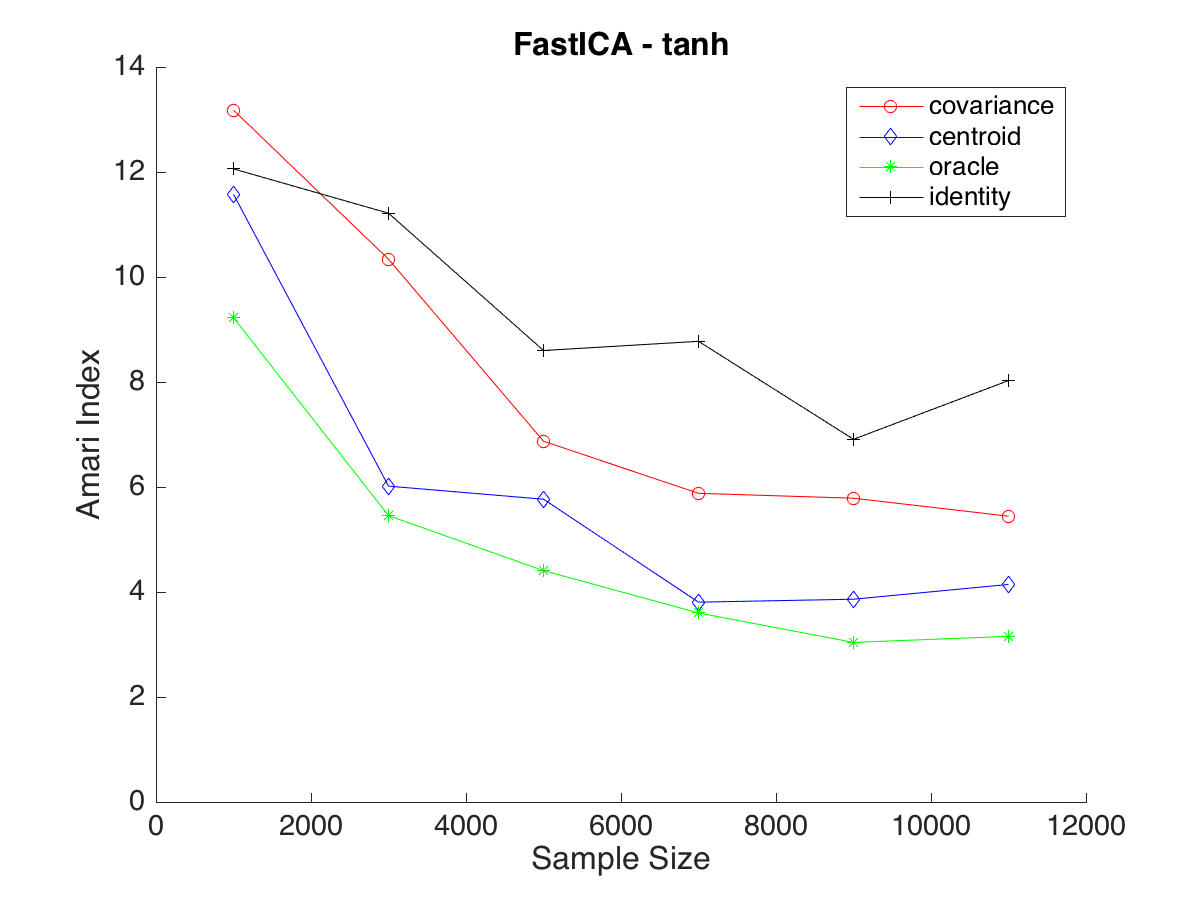 FastICA - tanh
14
12
10
8
6
4
2
0
Amari Index
covariance
centroid
oracle
identity
0 2000 4000 6000 8000 10000 12000
Sample Size